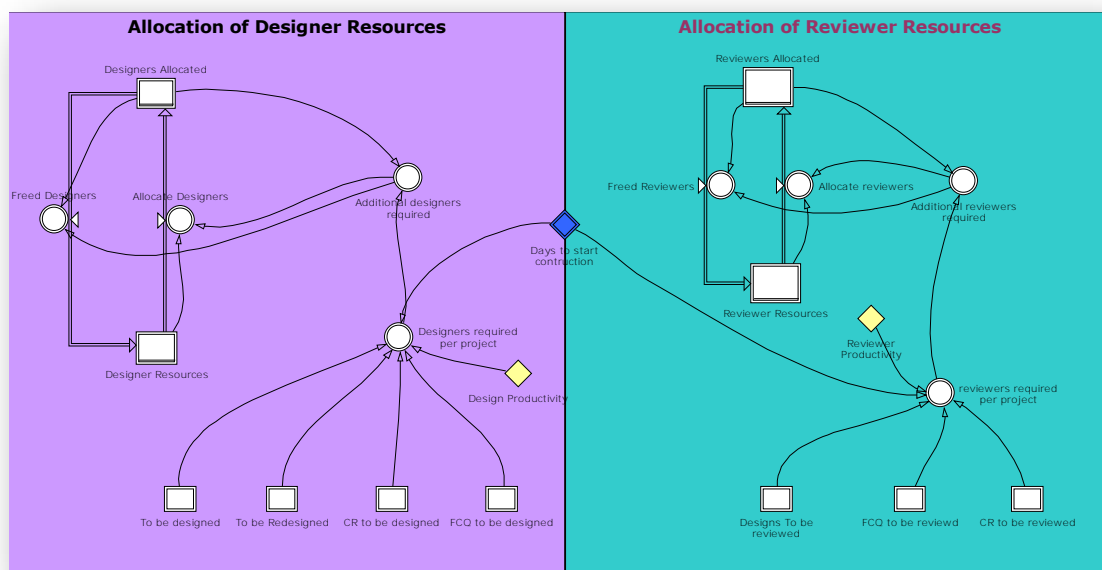 Allocation of Designer Resources
Designers Allocated
Freed Designers
Allocate Designers
Additional designers
required
Designers required
per project
Design Productivity
Designer Resources
To be designed
To be Redesigned
CR to be designed
FCQ to be designed
Days to start
contruction
Allocation of Reviewer Resources
Reviewers Allocated
Freed Reviewers
Allocate reviewers
Additional reviewers
required
Reviewer Resources
Reviewer
Productivity
reviewers required
per project
Designs To be
reviewed
FCQ to be reviewd
CR to be reviewed